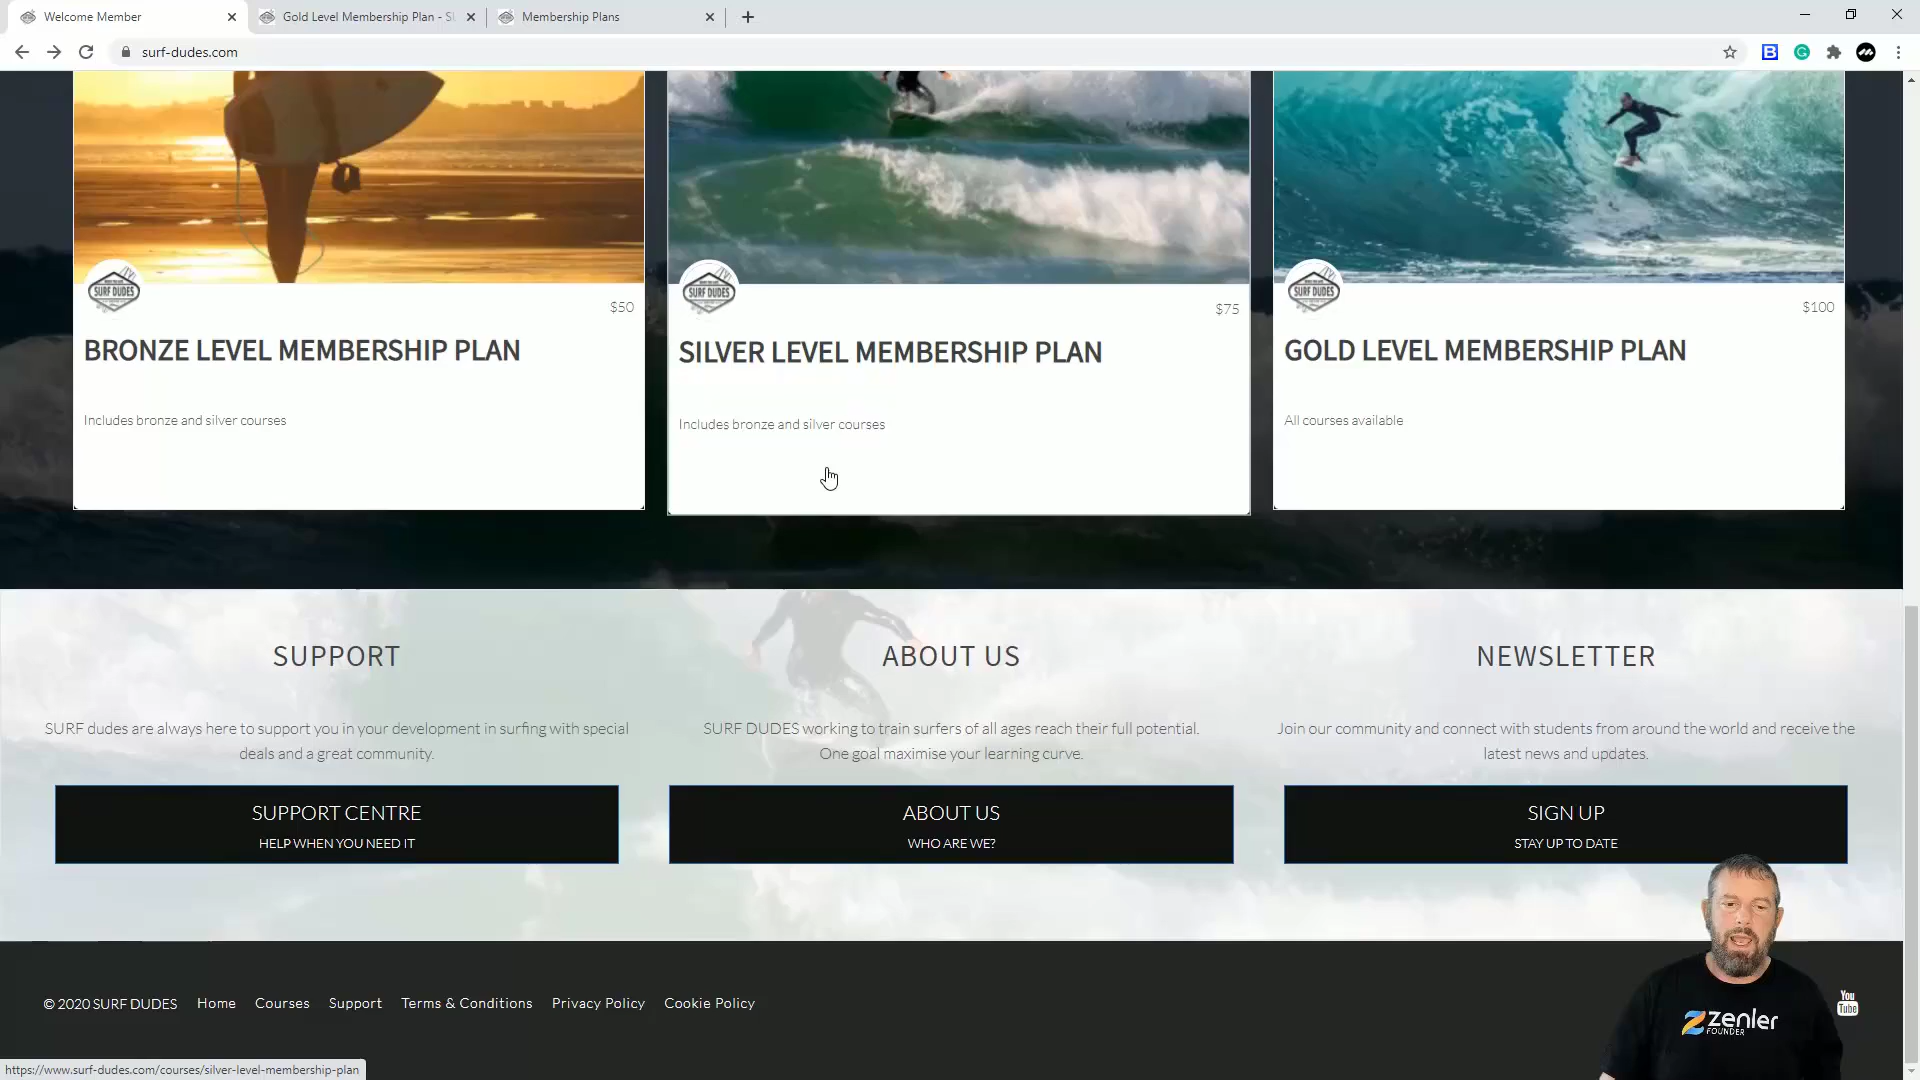 Welcome Member
Gold Level Membership Plan - S
Membership Plans
surf-dudes.com
SURF DUDES
SURF DUDES
SURF DUDES
$50
$75
$100
BRONZE LEVEL MEMBERSHIP PLAN
SILVER LEVEL MEMBERSHIP PLAN
GOLD LEVEL MEMBERSHIP PLAN
Includes bronze and silver courses
Includes bronze and silver courses
All courses available
SUPPORT
ABOUT US
NEWSLETTER
SURF dudes are always here to support you in your development in surfing with special
deals and a great community.
SURF DUDES working to train surfers of all ages reach their full potential.
One goal maximise your learning curve.
Join our community and connect with students from around the world and receive the
latest news and updates.
SUPPORT CENTRE
HELP WHEN YOU NEED IT
ABOUT US
WHO ARE WE?
SIGN UP
STAY UP TO DATE
© 2020 SURF DUDES Home Courses Support Terms & Conditions Privacy Policy Cookie Policy
You
Tube
zenler
FOUNDER
https://www.surf-dudes.com/courses/silver-level-membership-plan